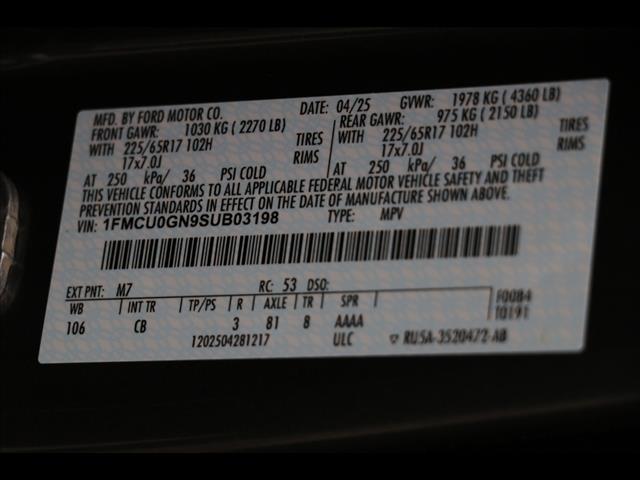 MFD. BY FORD MOTOR CO.
DATE: 04/25 GVWR: 1978 KG ( 4360 LB)
FRONT GAWR: 1030 KG ( 2270 LB) REAR GAWR: 975 KG ( 2150 LB)
WITH 225/65R17 102H TIRES WITH 225/65R17 102H TIRES
17x7.0J RIMS 17x7.0J RIMS
AT 250 kPa/ 36 PSI COLD AT 250 kPa/ 36 PSI COLD
THIS VEHICLE CONFORMS TO ALL APPLICABLE FEDERAL MOTOR VEHICLE SAFETY AND THEFT
PREVENTION STANDARDS IN EFFECT ON THE DATE OF MANUFACTURE SHOWN ABOVE.
VIN: 1FMCU0GN9SUB03198 TYPE: MPV
EXT PNT: M7 RC: 53 DSO:
WB INT TR TP/PS R AXLE TR SPR F0084
106 CB 3 81 8 AAAA T0191
1202504281217 ULC RU5A-3520472-AB